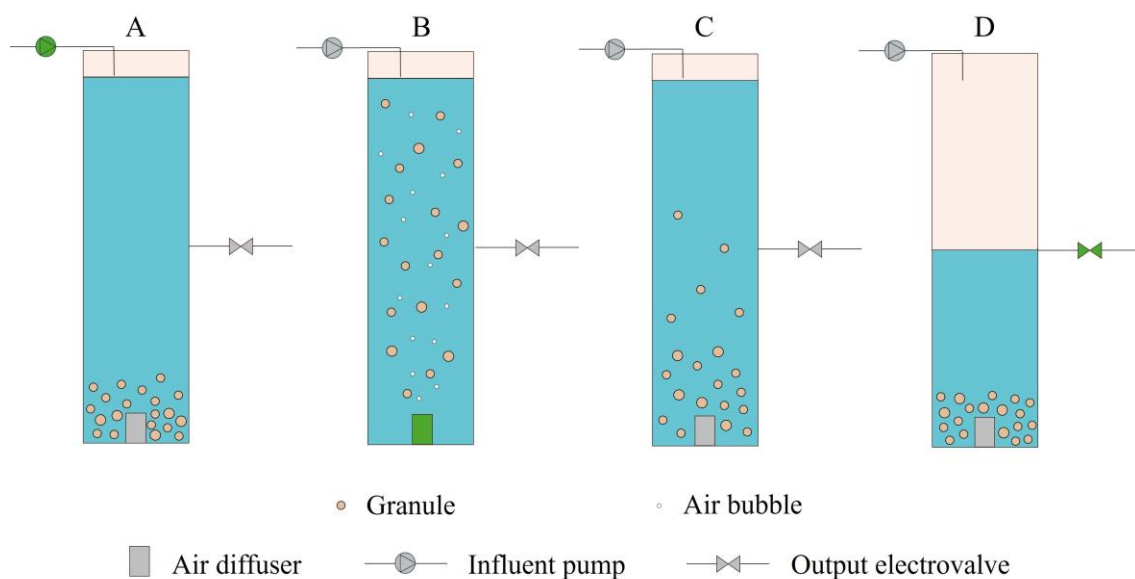 A
B
C
D
Granule
Air bubble
Air diffuser
Influent pump
Output electrovalve